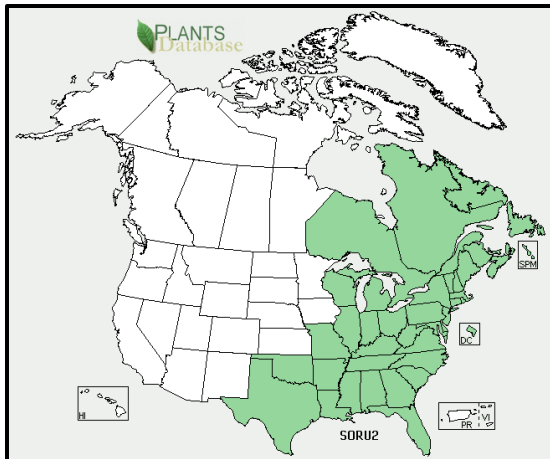 PLANTS
Database
SPM
DC
HI
PR VI
SORU2